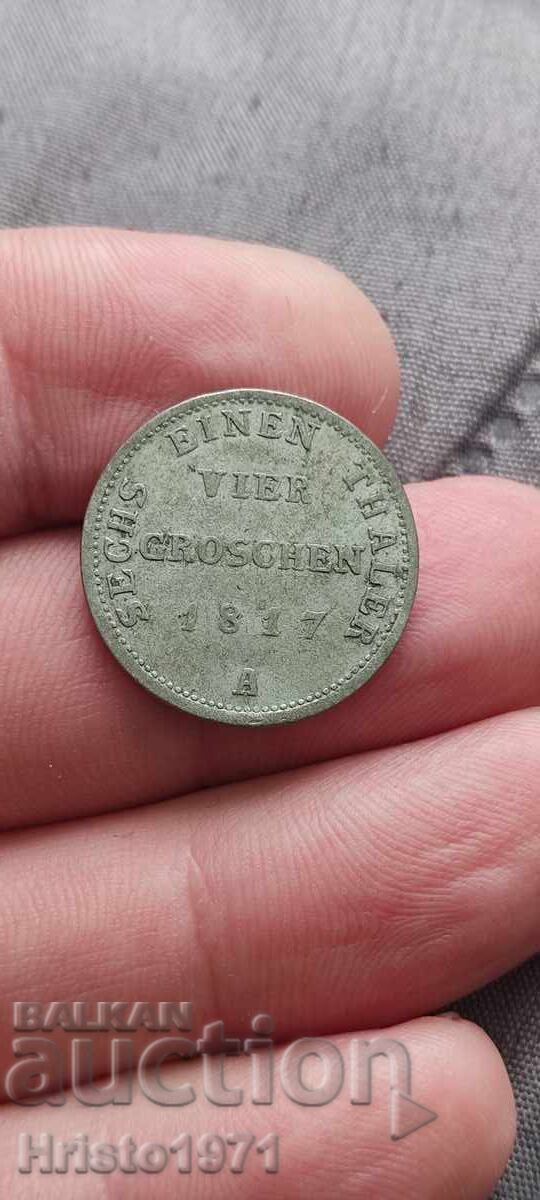 SECHS EINEN THALER
VIER
GROSCHEN
1817
A
BALKAN
auction
Hristo1971